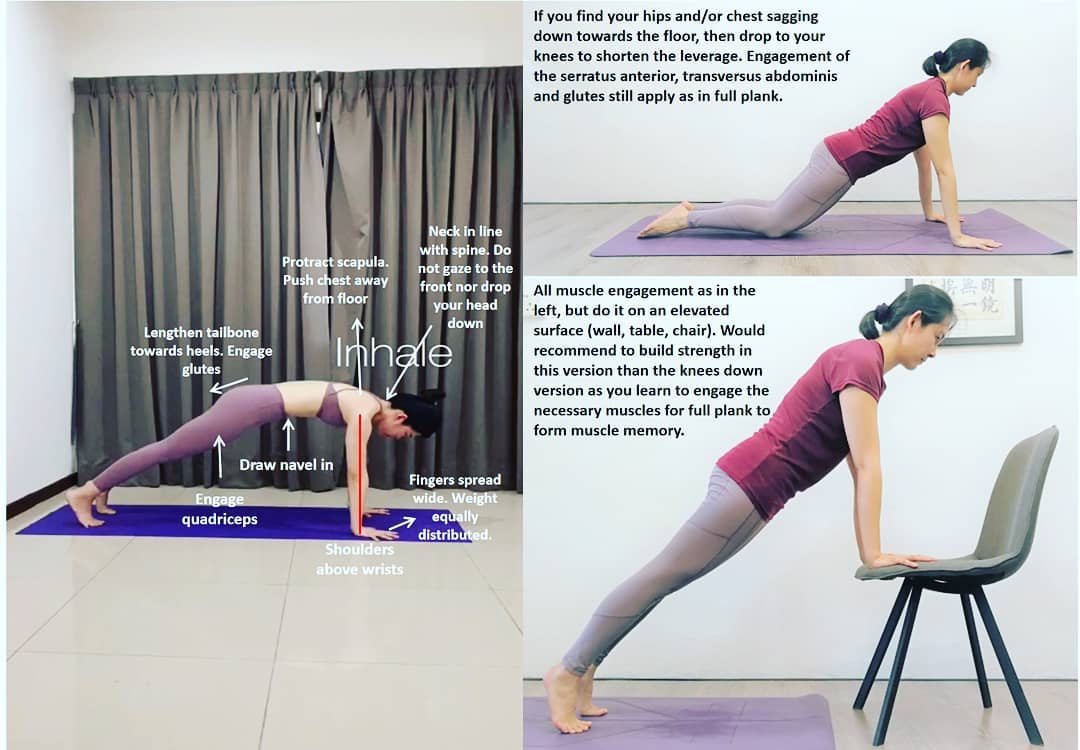 Neck in line
with spine. Do
not gaze to the
front nor drop
your head
down
Protract scapula.
Push chest away
from floor
Inhale
Lengthen tailbone
towards heels. Engage
glutes
Draw navel in
Engage
quadriceps
Fingers spread
wide. Weight
equally
distributed.
Shoulders
above wrists
If you find your hips and/or chest sagging
down towards the floor, then drop to your
knees to shorten the leverage. Engagement of
the serratus anterior, transversus abdominis
and glutes still apply as in full plank.
All muscle engagement as in the
left, but do it on an elevated
surface (wall, table, chair). Would
recommend to build strength in
this version than the knees down
version as you learn to engage the
necessary muscles for full plank to
form muscle memory.
無明
一鏡